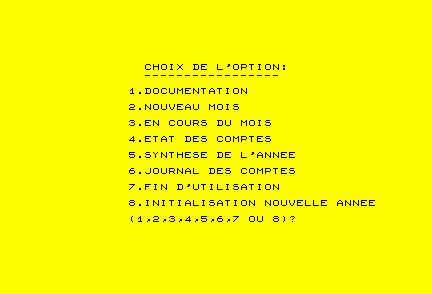 CHOIX DE L'OPTION:
-----------------
1.DOCUMENTATION
2.NOUVEAU MOIS
3.EN COURS DU MOIS
4.ETAT DES COMPTES
5.SYNTHESE DE L'ANNEE
6.JOURNAL DES COMPTES
7.FIN D'UTILISATION
8.INITIALISATION NOUVELLE ANNEE
(1,2,3,4,5,6,7 OU 8)?